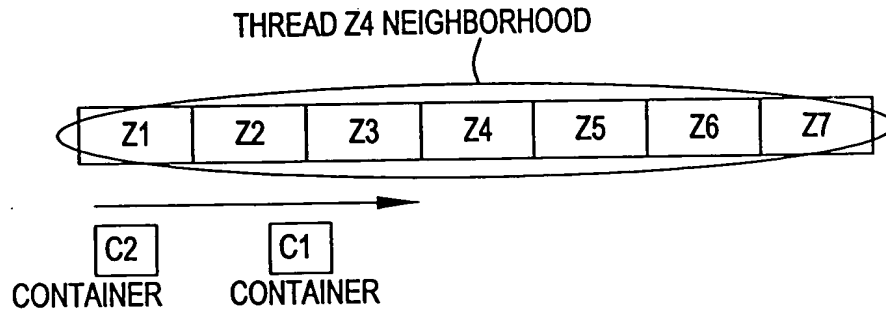 THREAD Z4 NEIGHBORHOOD
Z1 Z2 Z3 Z4 Z5 Z6 Z7
C2 C1
CONTAINER CONTAINER